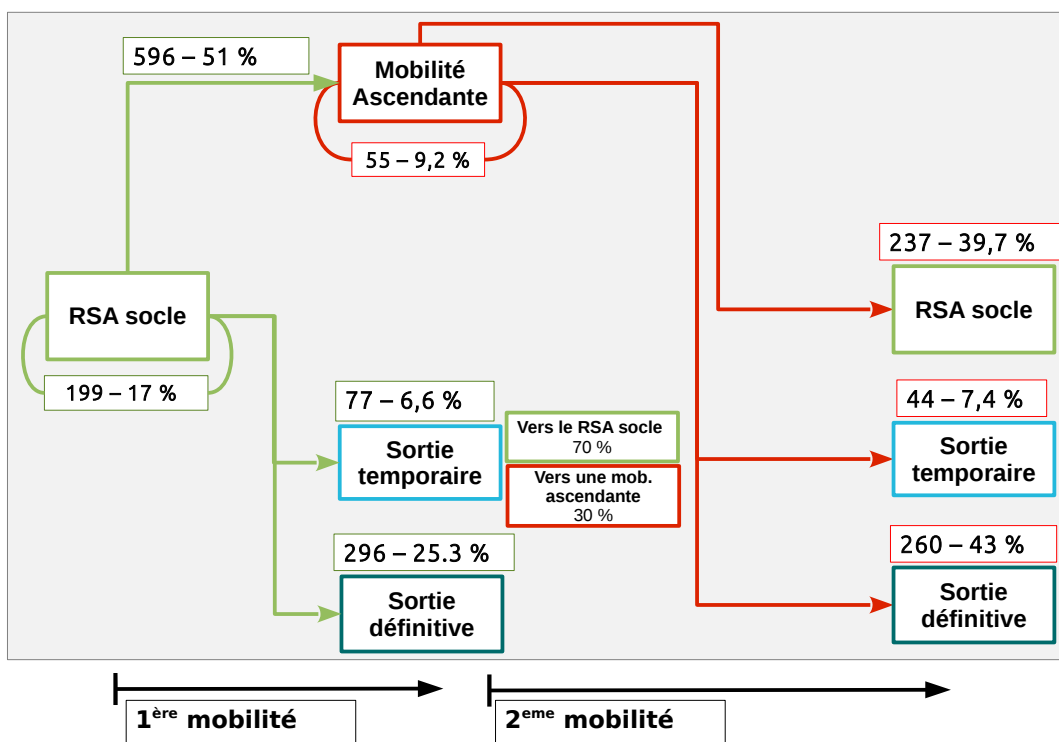 596 – 51 %
Mobilité
Ascendante
55 – 9,2 %
237 – 39,7 %
RSA socle
RSA socle
199 – 17 %
77 – 6,6 %
Sortie
temporaire
Vers le RSA socle
70 %
Vers une mob.
ascendante
30 %
44 – 7,4 %
Sortie
temporaire
296 – 25.3 %
Sortie
définitive
260 – 43 %
Sortie
définitive
1ère mobilité
2eme mobilité